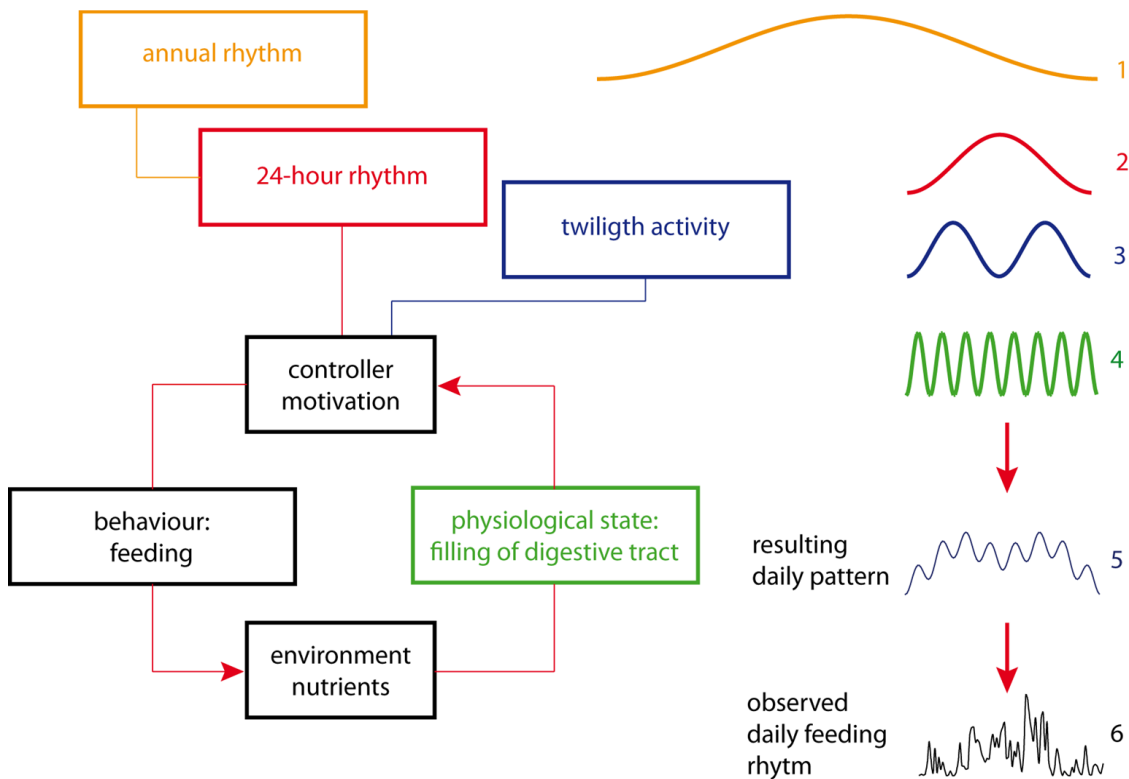 annual rhythm
1
24-hour rhythm
2
twiligth activity
3
controller
motivation
4
behaviour:
feeding
physiological state:
filling of digestive tract
resulting
daily pattern
5
environment
nutrients
observed
daily feeding
rhytm
6